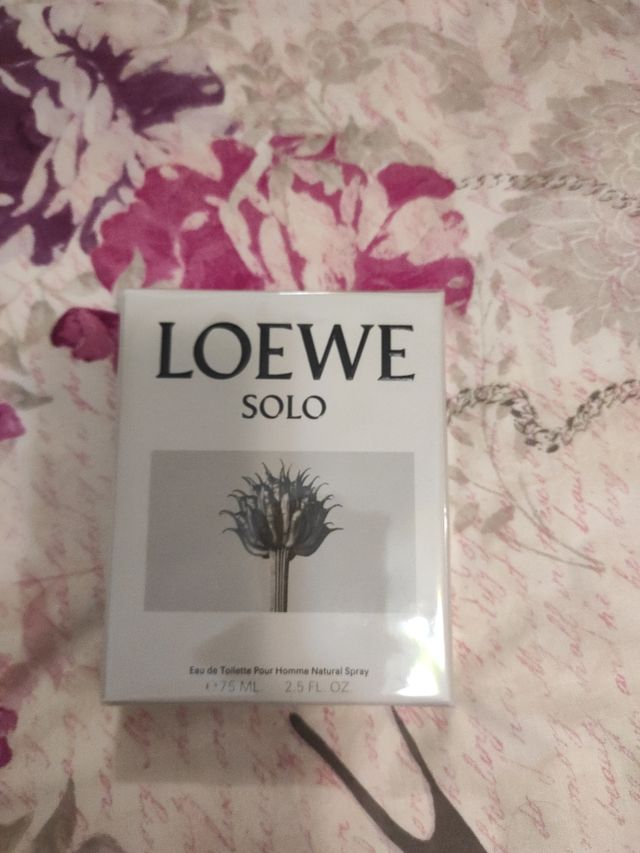 LOEWE
SOLO
Eau de Toilette Pour Homme Natural Spray
℮75 ML 2.5 FL. OZ.